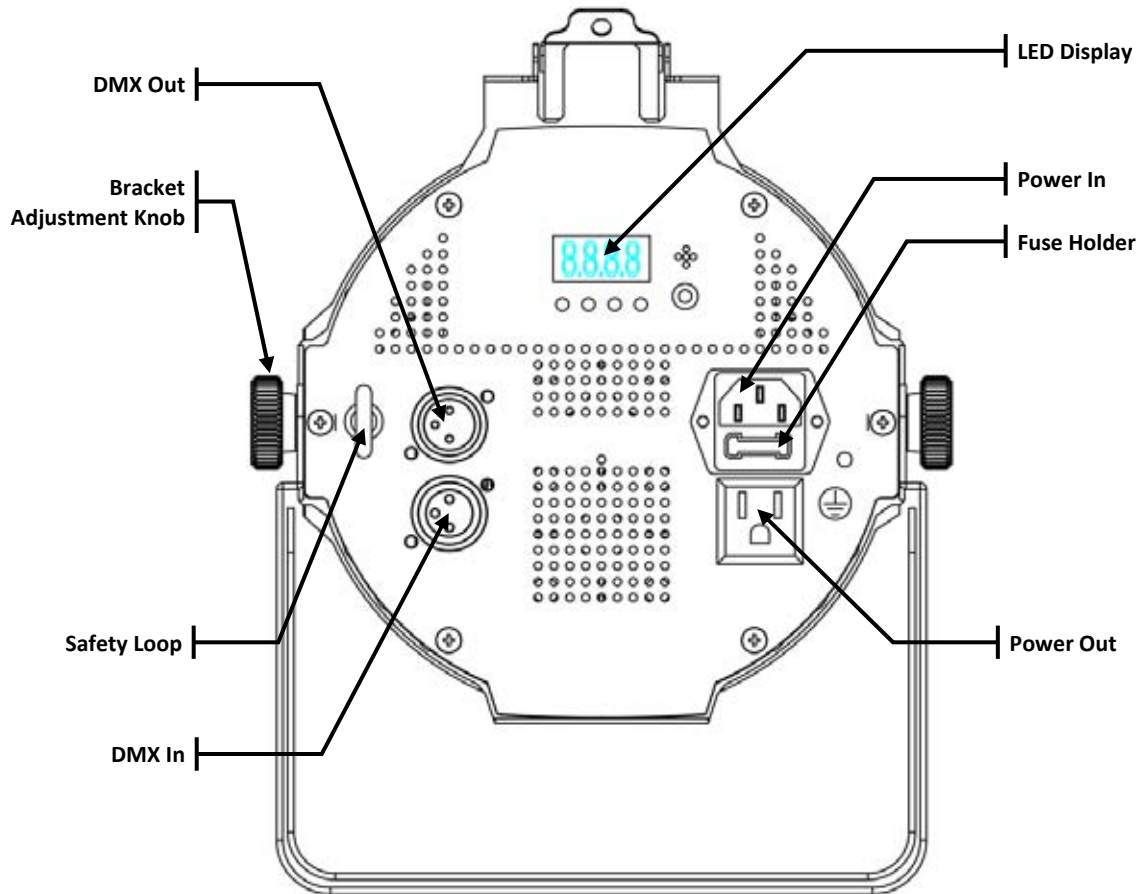 DMX Out
Bracket
Adjustment Knob
Safety Loop
DMX In
8.8.8.8
LED Display
Power In
Fuse Holder
Power Out